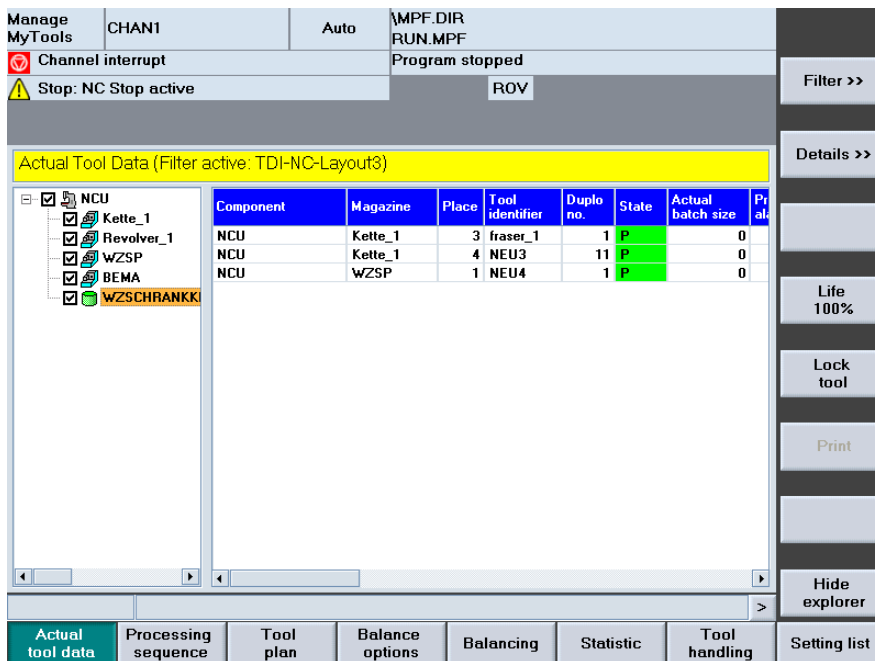 Manage
MyTools
CHAN1
Auto
\MPF.DIR
RUN.MPF
Channel interrupt
Program stopped
Stop: NC Stop active
ROV
Filter >>
Details >>
Life
100%
Lock
tool
Print
Hide
explorer
Actual Tool Data (Filter active: TDI-NC-Layout3)
NCU
Kette_1
Revolver_1
WZSP
BEMA
WZSCHRANKK
Component Magazine Place Tool identifier Duplo no. State Actual batch size
NCU Kette_1 3 fraser_1 1 P 0
NCU Kette_1 4 NEU3 11 P 0
NCU WZSP 1 NEU4 1 P 0
>
Actual
tool data
Processing
sequence
Tool
plan
Balance
options
Balancing
Statistic
Tool
handling
Setting list